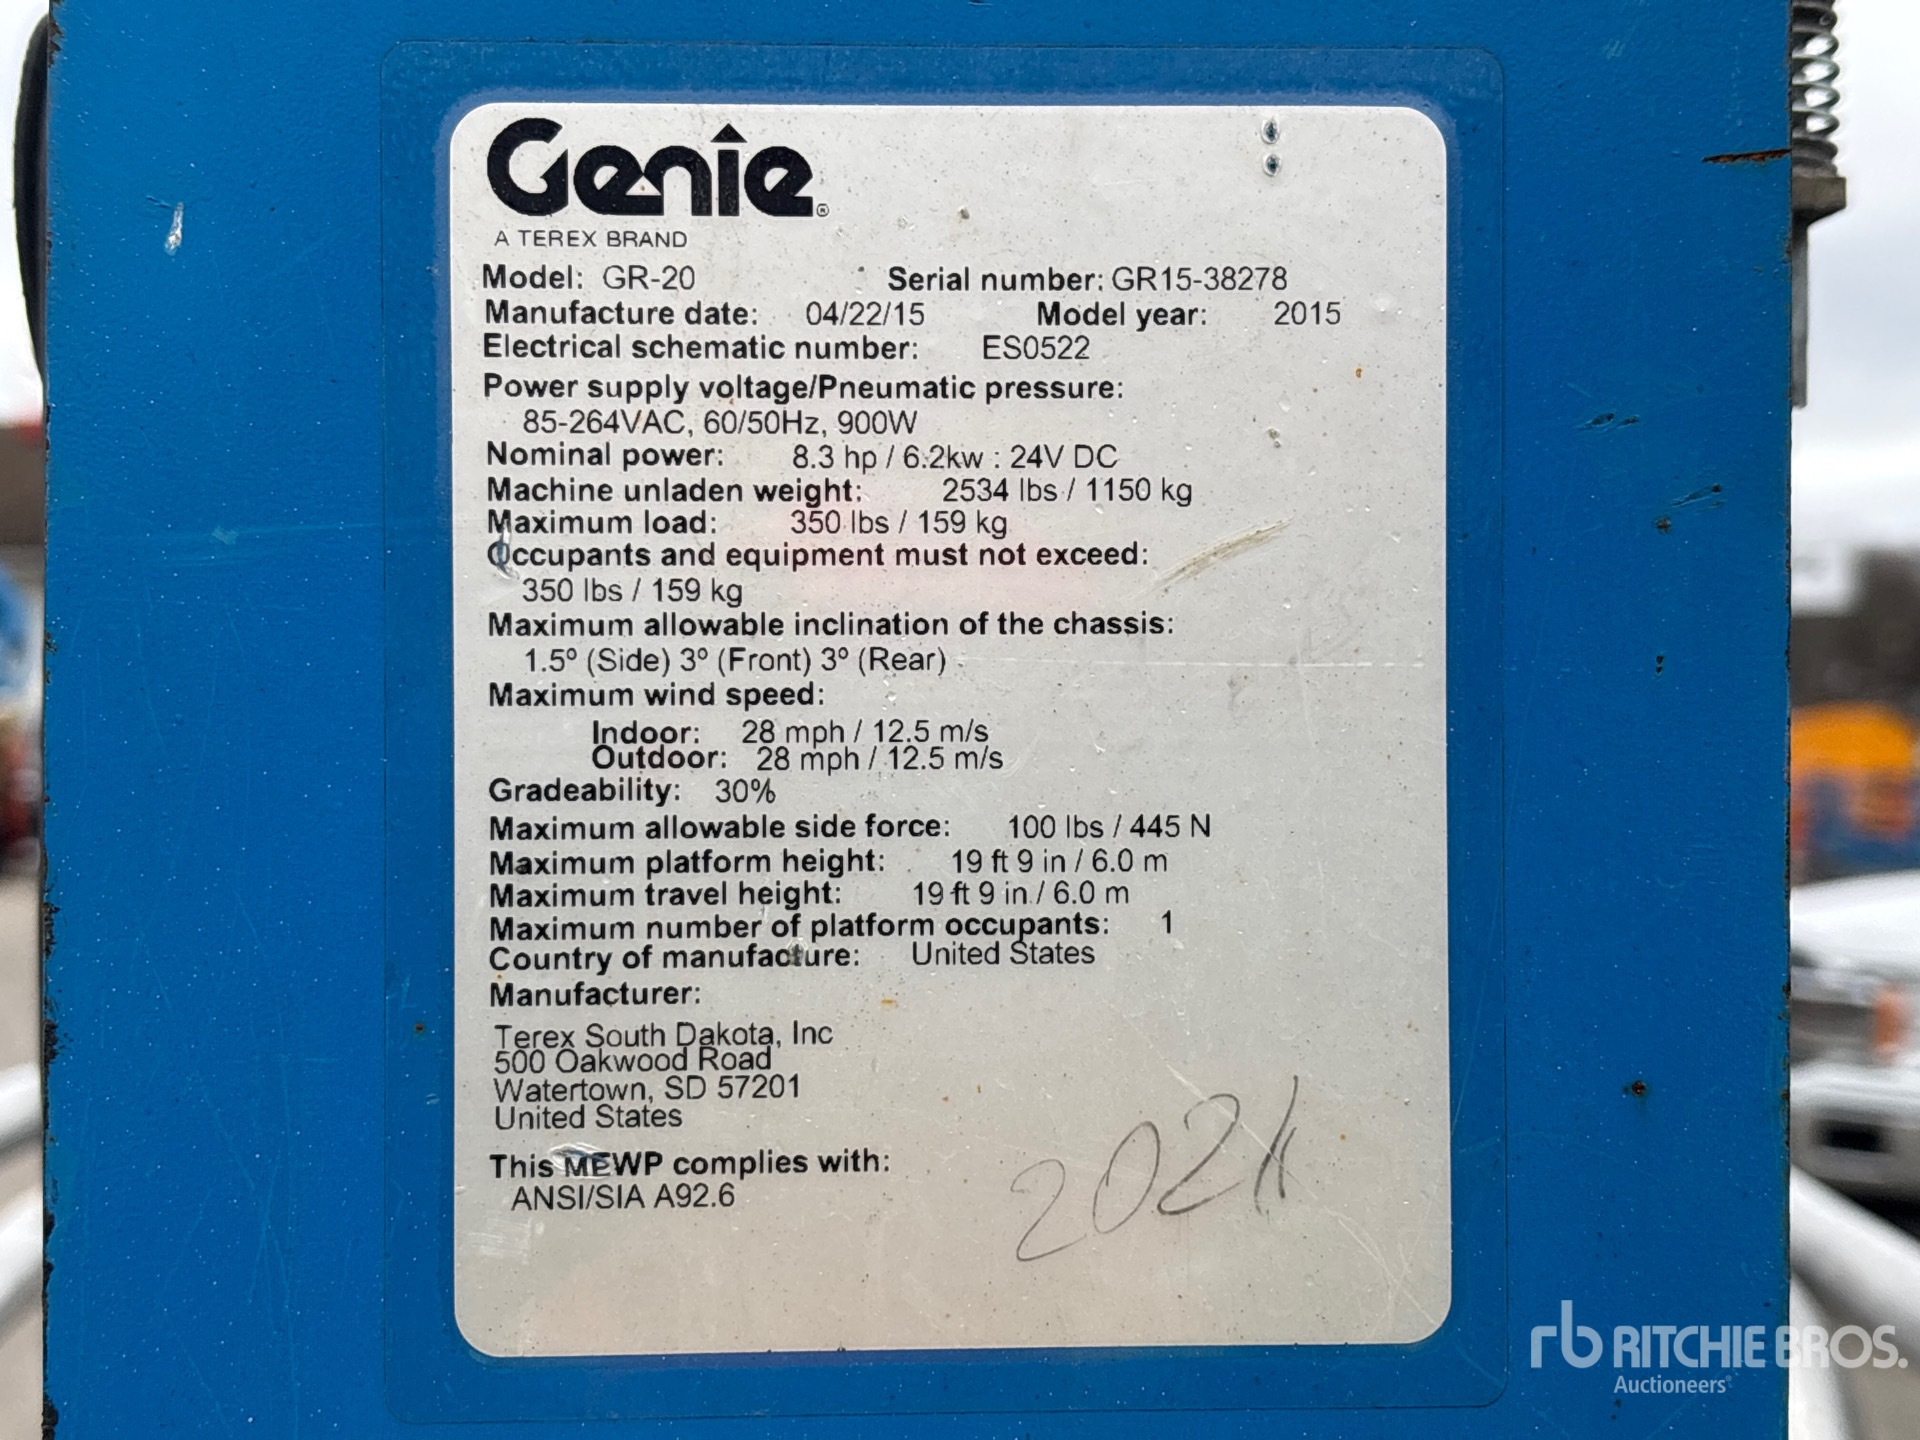 Genie®
A TEREX BRAND
Model: GR-20 Serial number: GR15-38278
Manufacture date: 04/22/15 Model year: 2015
Electrical schematic number: ES0522
Power supply voltage/Pneumatic pressure:
85-264VAC, 60/50Hz, 900W
Nominal power: 8.3 hp / 6.2kw : 24V DC
Machine unladen weight: 2534 lbs / 1150 kg
Maximum load: 350 lbs / 159 kg
Occupants and equipment must not exceed:
350 lbs / 159 kg
Maximum allowable inclination of the chassis:
1.5º (Side) 3º (Front) 3º (Rear)
Maximum wind speed:
Indoor: 28 mph / 12.5 m/s
Outdoor: 28 mph / 12.5 m/s
Gradeability: 30%
Maximum allowable side force: 100 lbs / 445 N
Maximum platform height: 19 ft 9 in / 6.0 m
Maximum travel height: 19 ft 9 in / 6.0 m
Maximum number of platform occupants: 1
Country of manufacture: United States
Manufacturer:
Terex South Dakota, Inc
500 Oakwood Road
Watertown, SD 57201
United States
This MEWP complies with:
ANSI/SIA A92.6
rb RITCHIE BROS.
Auctioneers